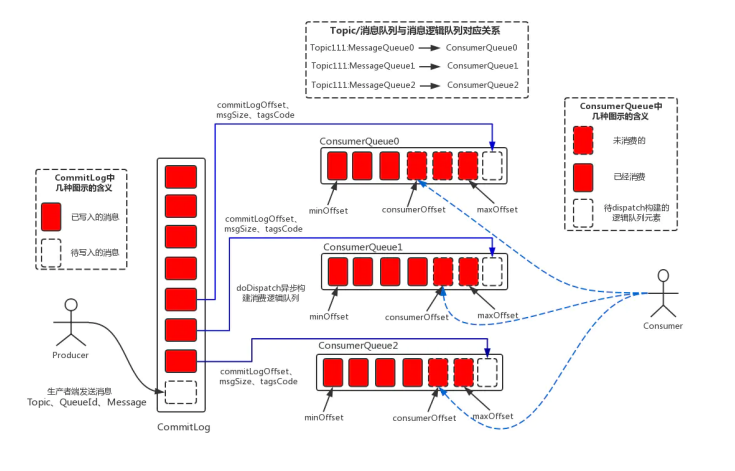 Topic/消息队列与消息逻辑队列对应关系
Topic111:MessageQueue0 ConsumerQueue0
Topic111:MessageQueue1 ConsumerQueue1
Topic111:MessageQueue2 ConsumerQueue2
ConsumerQueue中
几种图示的含义
未消费的
已经消费
待dispatch构建的
逻辑队列元素
CommitLog中
几种图示的含义
已写入的消息
待写入的消息
commitLogOffset、
msgSize、tagsCode
ConsumerQueue0
minOffset
consumerOffset
maxOffset
commitLogOffset、
msgSize、tagsCode
ConsumerQueue1
doDispatch异步构
建消费逻辑队列
minOffset
consumerOffset
maxOffset
Consumer
Producer
ConsumerQueue2
commitLogOffset、
msgSize、tagsCode
minOffset
consumerOffset
maxOffset
生产者端发送消息
Topic、QueueId、Message
CommitLog